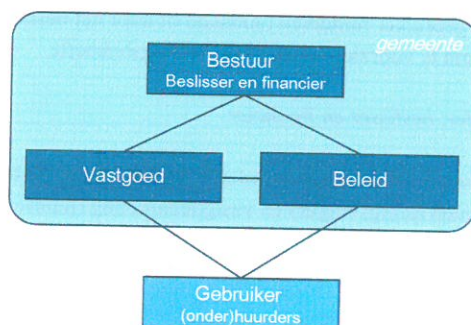 gemeente
Bestuur
Beslisser en financier
Vastgoed
Beleid
Gebruiker
(onder)huurders